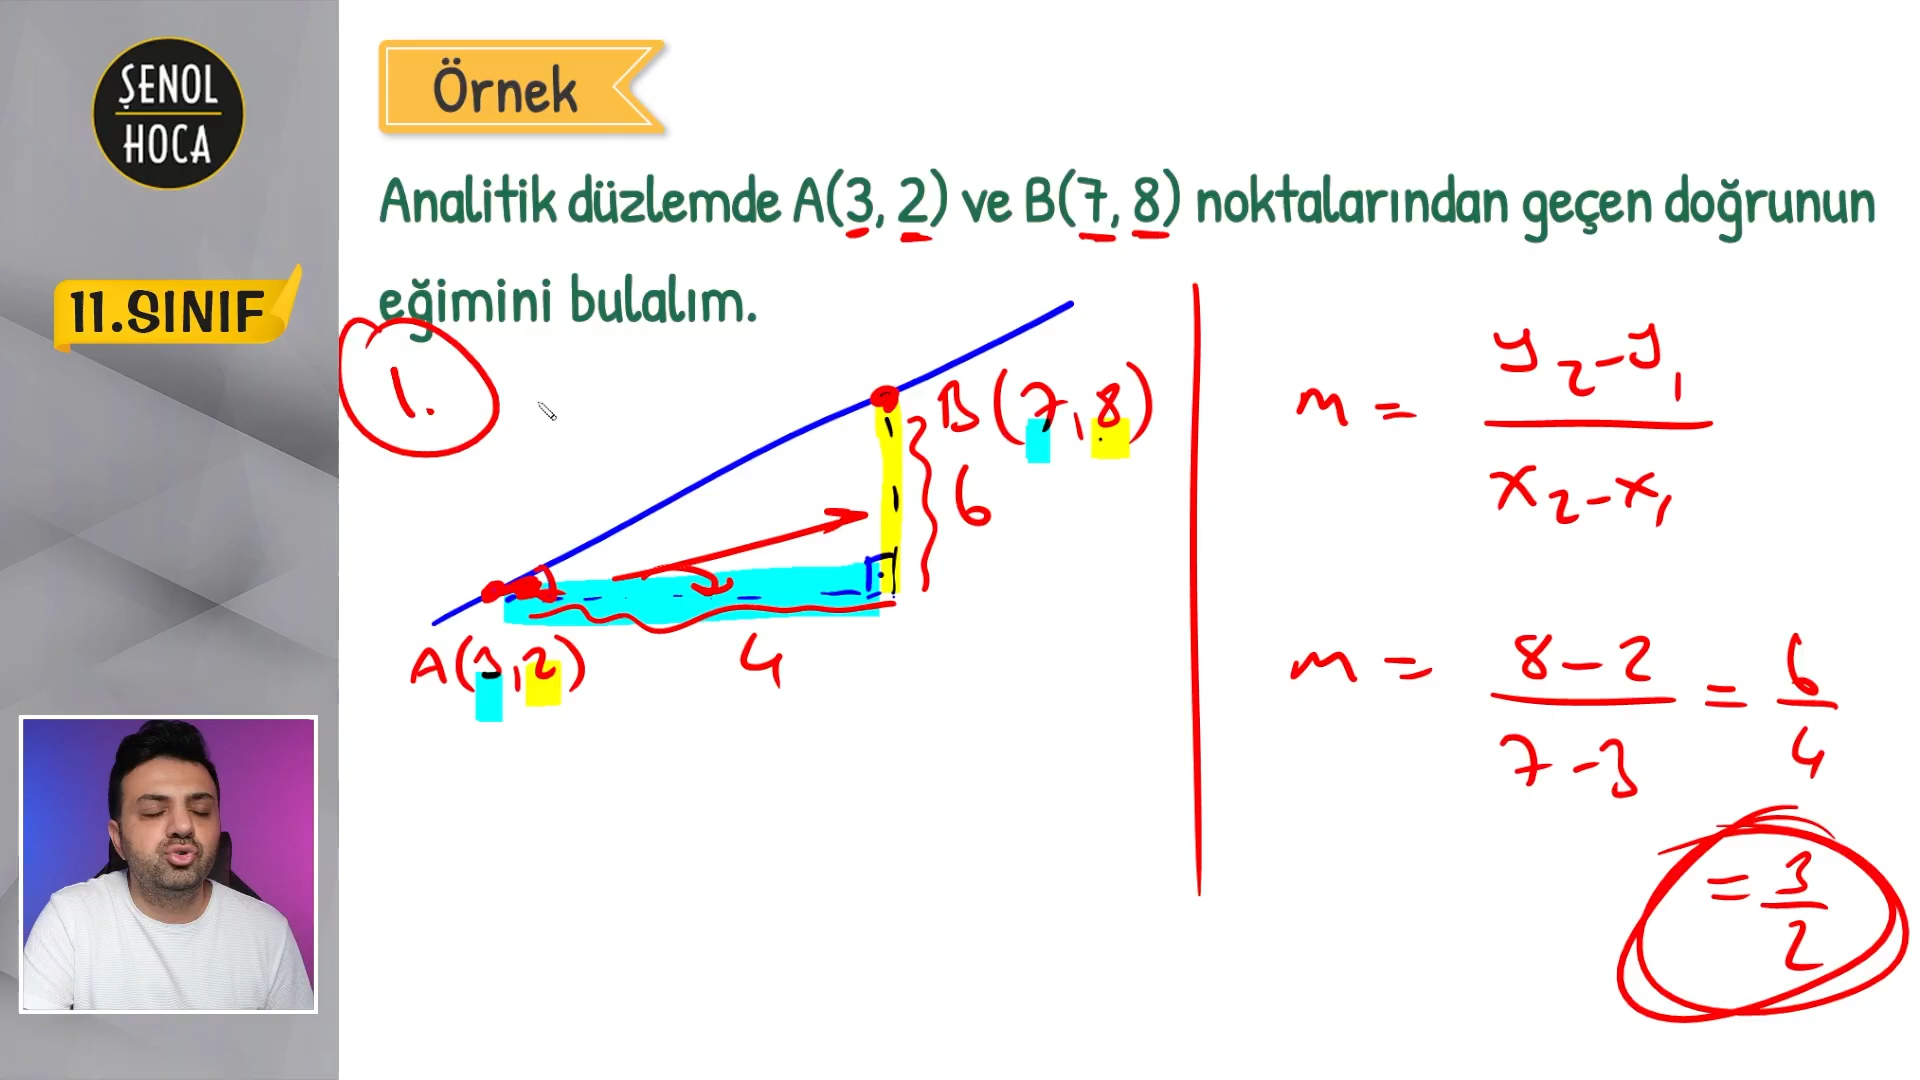 ŞENOL
HOCA
11.SINIF
Örnek
Analitik düzlemde A(3, 2) ve B(7, 8) noktalarından geçen doğrunun
eğimini bulalım.
1.
B(7,8)
6
A(3,2)
4
m = y2-y1
x2-x1
m = 8-2 = 6
7-3 4
= 3
2